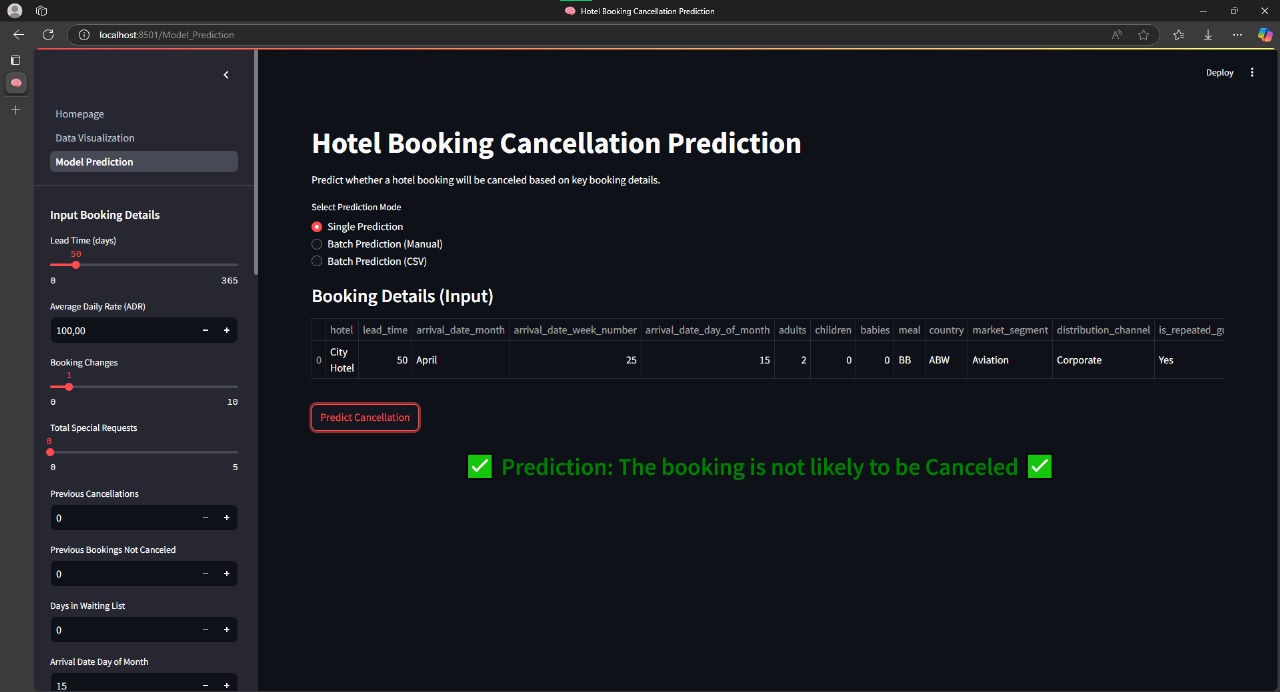 Hotel Booking Cancellation Prediction
localhost:8501/Model_Prediction
Deploy
Homepage
Data Visualization
Model Prediction
Input Booking Details
Lead Time (days)
50
0 365
Average Daily Rate (ADR)
100,00
Booking Changes
1
0 10
Total Special Requests
0
0 5
Previous Cancellations
0
Previous Bookings Not Canceled
0
Days in Waiting List
0
Arrival Date Day of Month
15
Hotel Booking Cancellation Prediction
Predict whether a hotel booking will be canceled based on key booking details.
Select Prediction Mode
Single Prediction
Batch Prediction (Manual)
Batch Prediction (CSV)
Booking Details (Input)
hotel lead_time arrival_date_month arrival_date_week_number arrival_date_day_of_month adults children babies meal country market_segment distribution_channel is_repeated_gu
0 City Hotel 50 April 25 15 2 0 0 BB ABW Aviation Corporate Yes
Predict Cancellation
✅ Prediction: The booking is not likely to be Canceled ✅